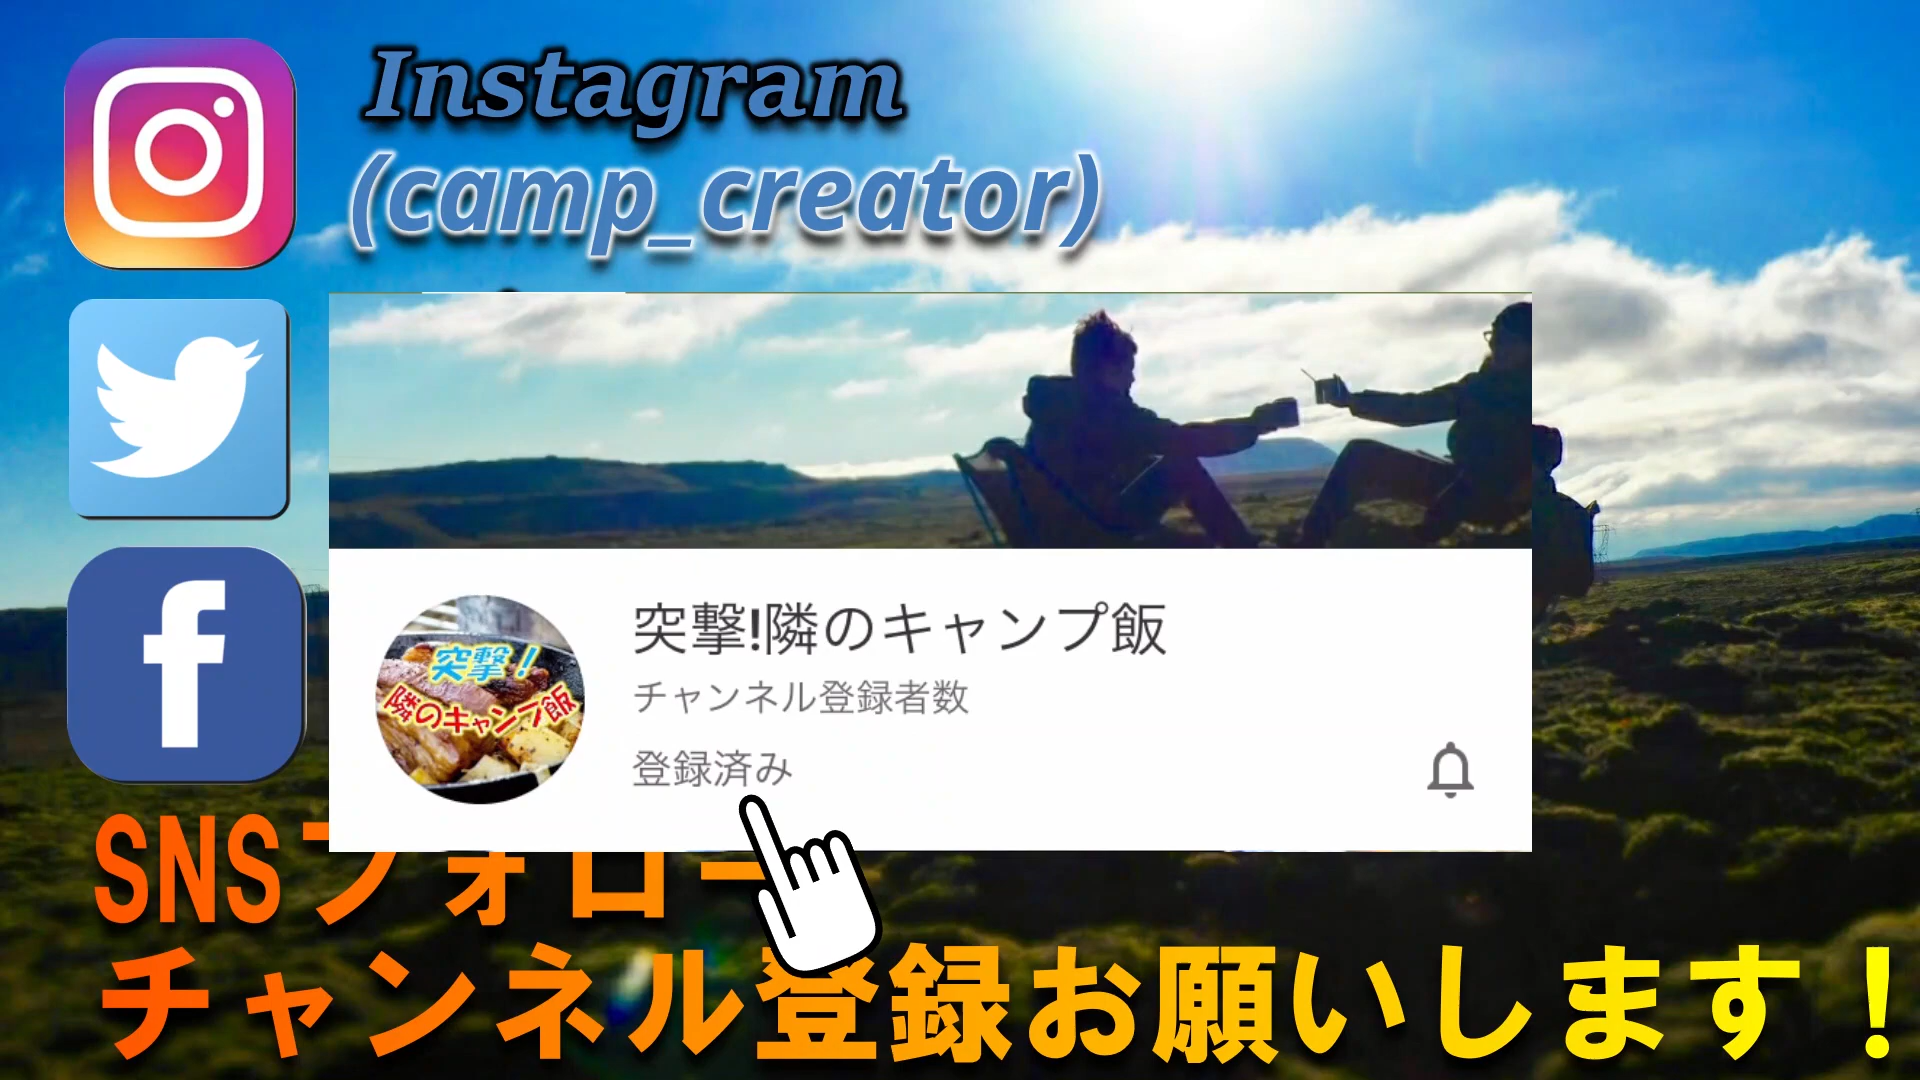 Instagram
(camp_creator)
突撃!隣のキャンプ飯
チャンネル登録者数
登録済み
突撃！
隣のキャンプ飯
SNSフォロー
チャンネル登録お願いします！